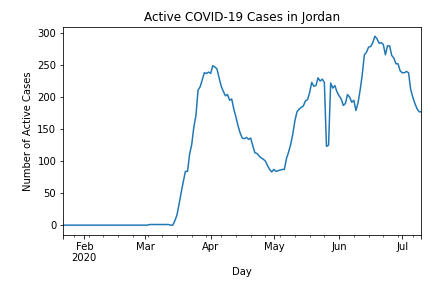 Active COVID-19 Cases in Jordan
Number of Active Cases
300
250
200
150
100
50
0
Feb
2020
Mar
Apr
May
Jun
Jul
Day